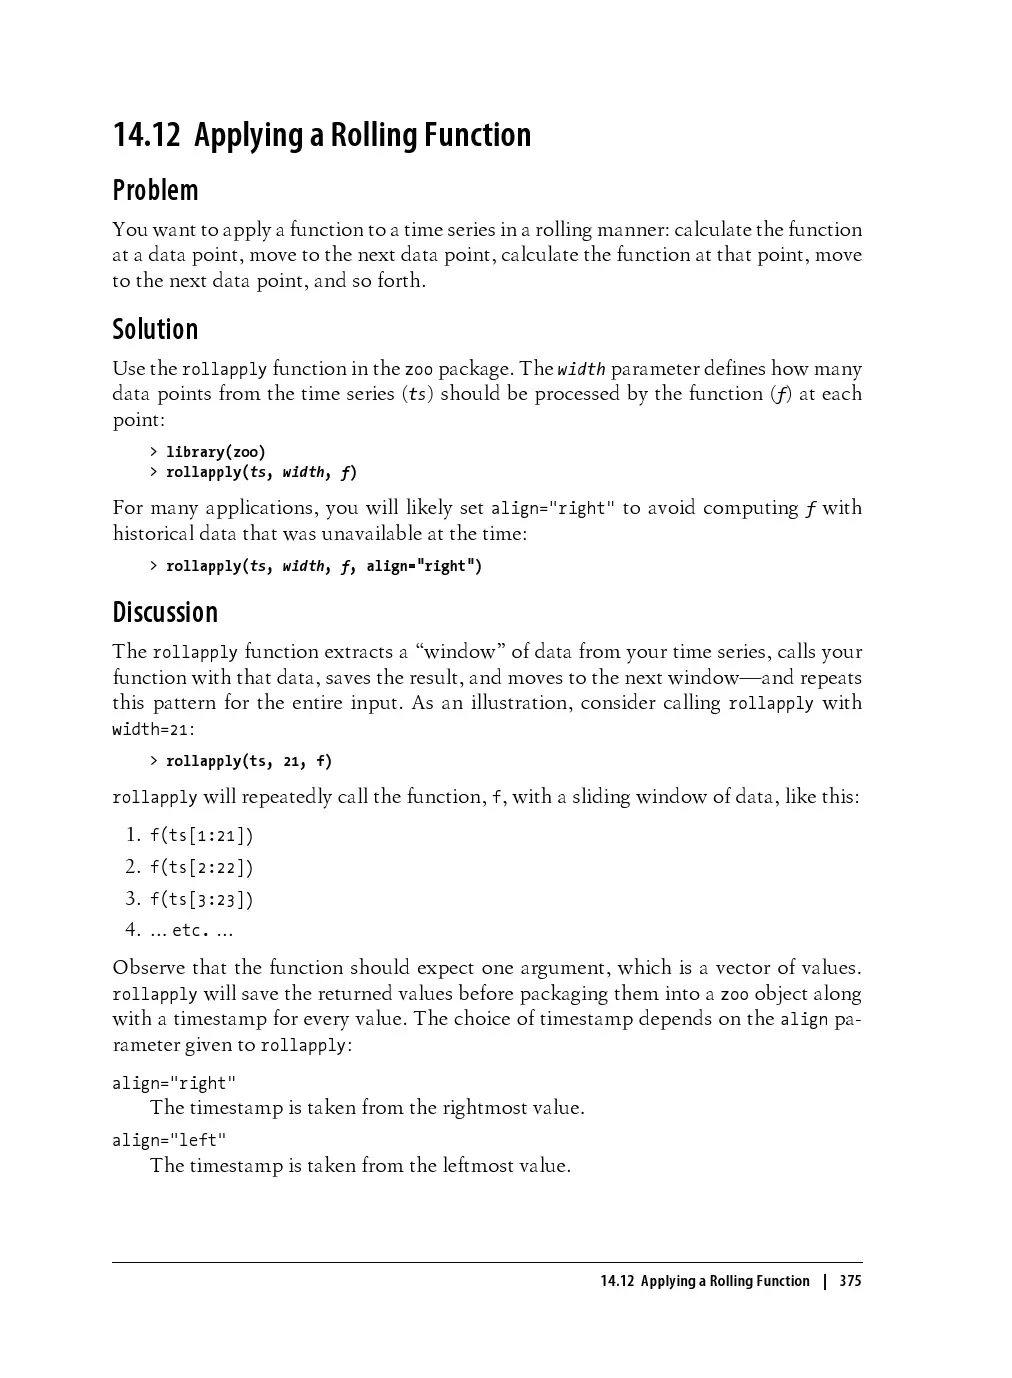 14.12 Applying a Rolling Function
Problem
You want to apply a function to a time series in a rolling manner: calculate the function
at a data point, move to the next data point, calculate the function at that point, move
to the next data point, and so forth.
Solution
Use the rollapply function in the zoo package. The width parameter defines how many
data points from the time series (ts) should be processed by the function (f) at each
point:
> library(zoo)
> rollapply(ts, width, f)
For many applications, you will likely set align="right" to avoid computing f with
historical data that was unavailable at the time:
> rollapply(ts, width, f, align="right")
Discussion
The rollapply function extracts a “window” of data from your time series, calls your
function with that data, saves the result, and moves to the next window—and repeats
this pattern for the entire input. As an illustration, consider calling rollapply with
width=21:
> rollapply(ts, 21, f)
rollapply will repeatedly call the function, f, with a sliding window of data, like this:
1. f(ts[1:21])
2. f(ts[2:22])
3. f(ts[3:23])
4. ... etc. ...
Observe that the function should expect one argument, which is a vector of values.
rollapply will save the returned values before packaging them into a zoo object along
with a timestamp for every value. The choice of timestamp depends on the align pa-
rameter given to rollapply:
align="right"
The timestamp is taken from the rightmost value.
align="left"
The timestamp is taken from the leftmost value.
14.12 Applying a Rolling Function | 375